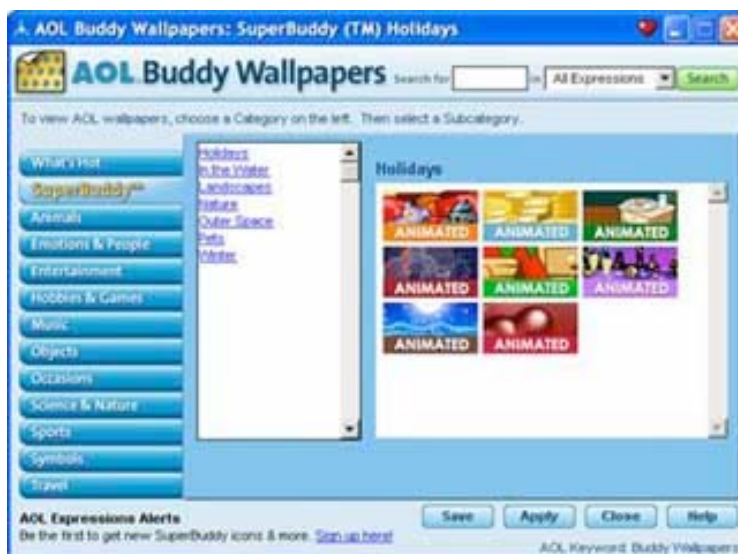 AOL Buddy Wallpapers: SuperBuddy (TM) Holidays
AOL Buddy Wallpapers Search for in All Expressions Search
To view AOL wallpapers, choose a Category on the left. Then select a Subcategory.
What's Hot
SuperBuddy™
Animals
Emotions & People
Entertainment
Hobbies & Games
Music
Objects
Occasions
Science & Nature
Sports
Symbols
Travel
Holidays
In the Water
Landscapes
Nature
Outer Space
Pets
Winter
Holidays
ANIMATED ANIMATED ANIMATED
ANIMATED ANIMATED ANIMATED
ANIMATED ANIMATED
Save Apply Close Help
AOL Expressions Alerts
Be the first to get new SuperBuddy icons & more. Sign up here!
AOL Keyword: Buddy Wallpapers